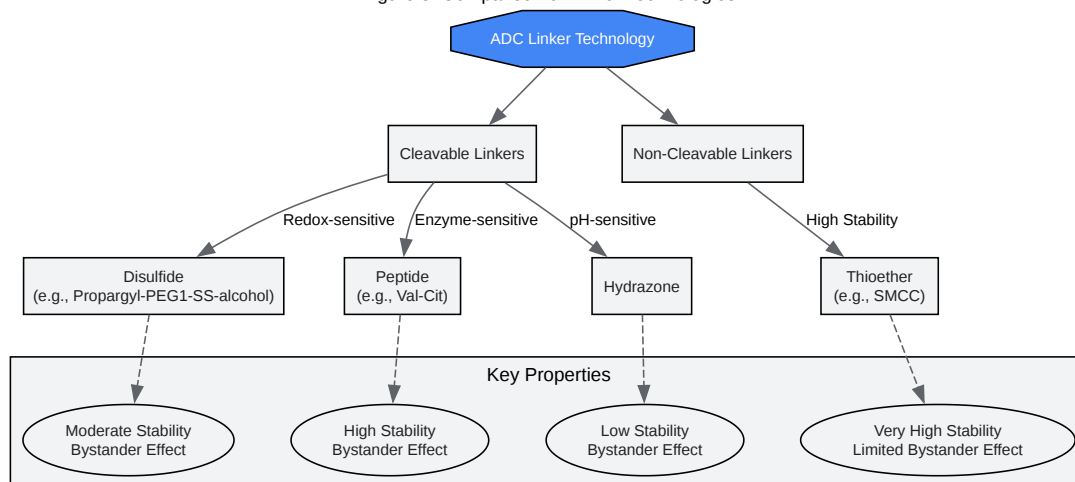 ADC Linker Technology
Cleavable Linkers
Non-Cleavable Linkers
Redox-sensitive
Enzyme-sensitive
pH-sensitive
High Stability
Disulfide
(e.g., Propargyl-PEG1-SS-alcohol)
Peptide
(e.g., Val-Cit)
Hydrazone
Thioether
(e.g., SMCC)
Key Properties
Moderate Stability
Bystander Effect
High Stability
Bystander Effect
Low Stability
Bystander Effect
Very High Stability
Limited Bystander Effect